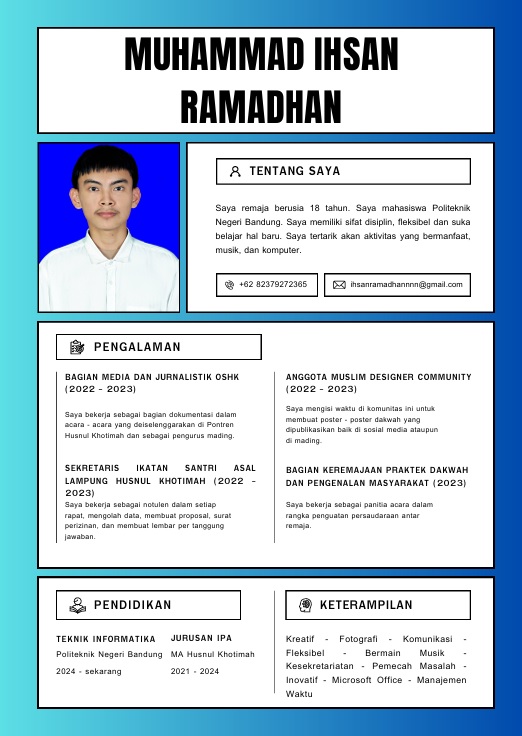 MUHAMMAD IHSAN
RAMADHAN
TENTANG SAYA
Saya remaja berusia 18 tahun. Saya mahasiswa Politeknik
Negeri Bandung. Saya memiliki sifat disiplin, fleksibel dan suka
belajar hal baru. Saya tertarik akan aktivitas yang bermanfaat,
musik, dan komputer.
+62 82379272365
ihsanramadhannnn@gmail.com
PENGALAMAN
BAGIAN MEDIA DAN JURNALISTIK OSHK
(2022 - 2023)
Saya bekerja sebagai bagian dokumentasi dalam
acara - acara yang deiselenggarakan di Pontren
Husnul Khotimah dan sebagai pengurus mading.
SEKRETARIS IKATAN SANTRI ASAL
LAMPUNG HUSNUL KHOTIMAH (2022 -
2023)
Saya bekerja sebagai notulen dalam setiap
rapat, mengolah data, membuat proposal, surat
perizinan, dan membuat lembar per tanggung
jawaban.
ANGGOTA MUSLIM DESIGNER COMMUNITY
(2022 - 2023)
Saya mengisi waktu di komunitas ini untuk
membuat poster - poster dakwah yang
dipublikasikan baik di sosial media ataupun
di mading.
BAGIAN KEREMAJAAN PRAKTEK DAKWAH
DAN PENGENALAN MASYARAKAT (2023)
Saya bekerja sebagai panitia acara dalam
rangka penguatan persaudaraan antar
remaja.
PENDIDIKAN
TEKNIK INFORMATIKA
Politeknik Negeri Bandung
2024 - sekarang
JURUSAN IPA
MA Husnul Khotimah
2021 - 2024
KETERAMPILAN
Kreatif - Fotografi - Komunikasi -
Fleksibel - Bermain Musik -
Kesekretariatan - Pemecah Masalah -
Inovatif - Microsoft Office - Manajemen
Waktu